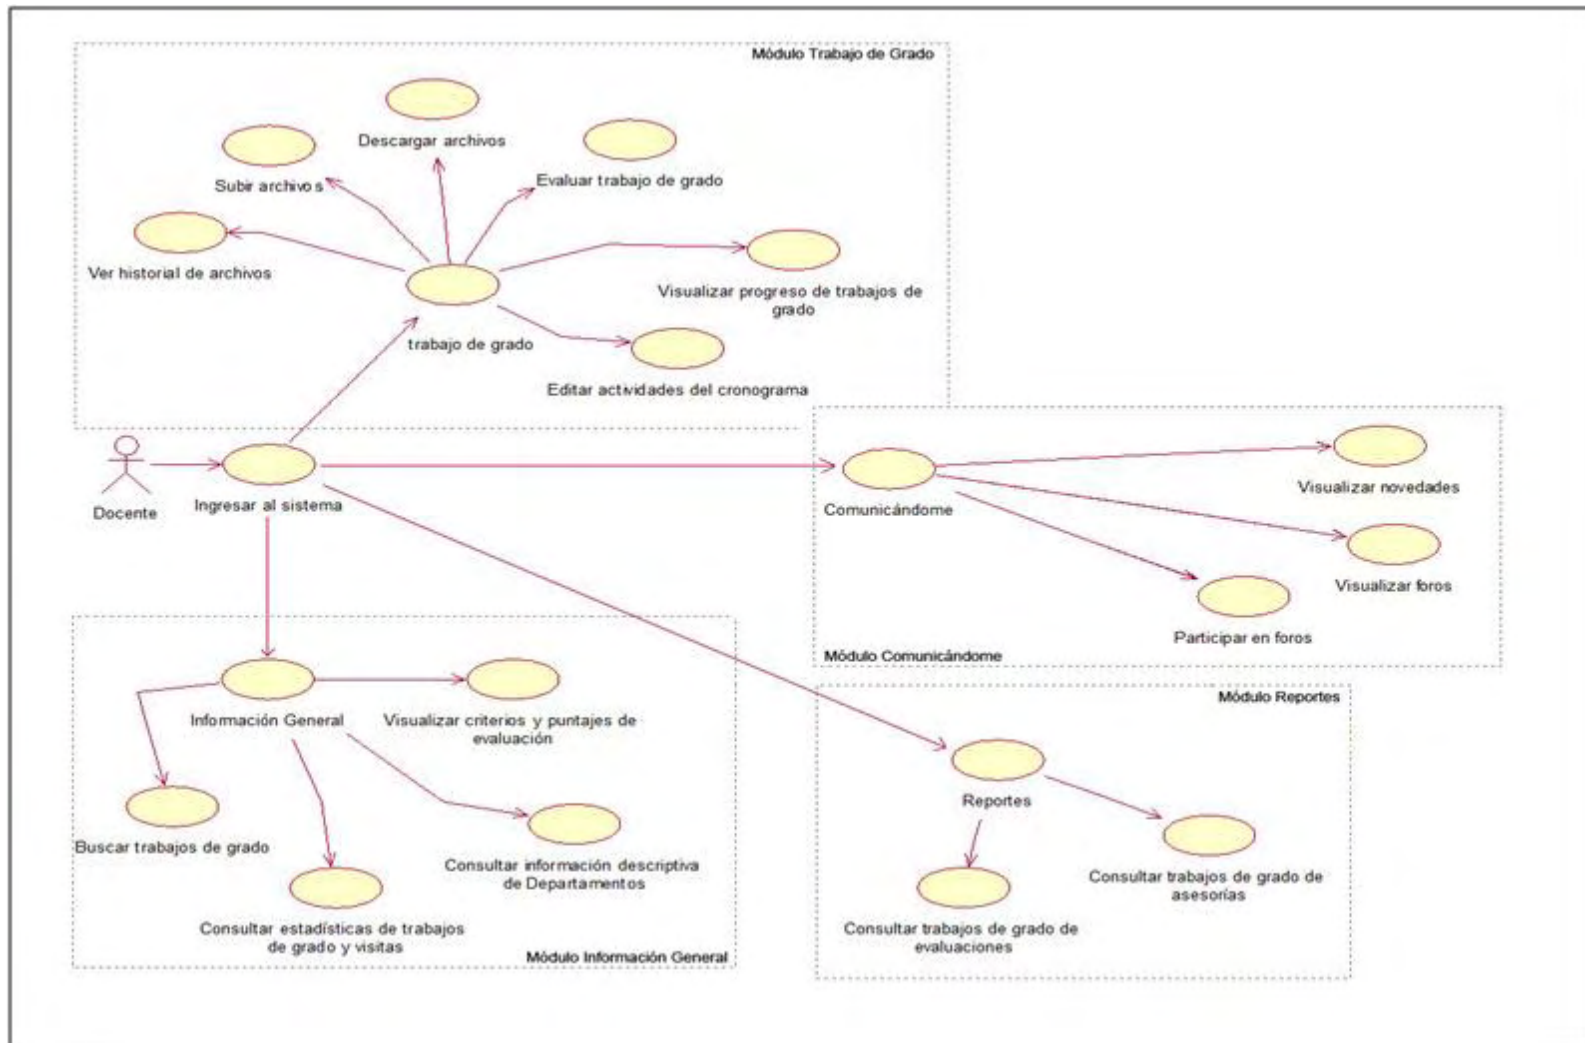 Módulo Trabajo de Grado
Descargar archivos
Subir archivos
Evaluar trabajo de grado
Ver historial de archivos
Visualizar progreso de trabajos de
grado
trabajo de grado
Editar actividades del cronograma
Docente
Ingresar al sistema
Comunicándome
Visualizar novedades
Visualizar foros
Participar en foros
Módulo Comunicándome
Información General
Visualizar criterios y puntajes de
evaluación
Buscar trabajos de grado
Consultar información descriptiva
de Departamentos
Consultar estadísticas de trabajos
de grado y visitas
Módulo Información General
Módulo Reportes
Reportes
Consultar trabajos de grado de
asesorías
Consultar trabajos de grado de
evaluaciones